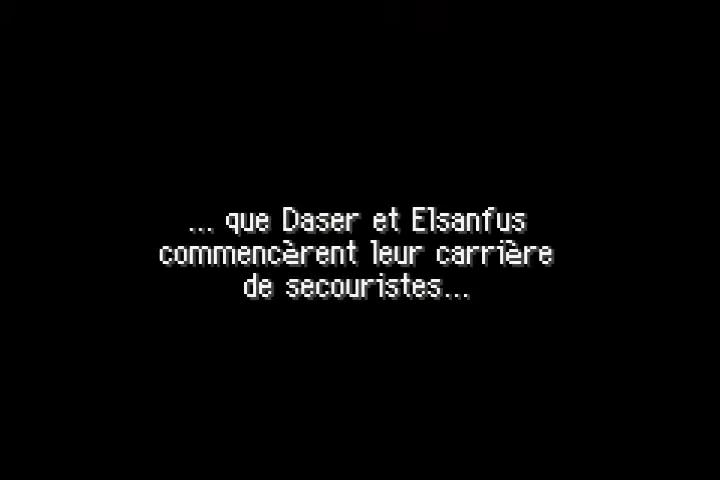 ... que Daser et Elsanfus
commencèrent leur carrière
de secouristes...